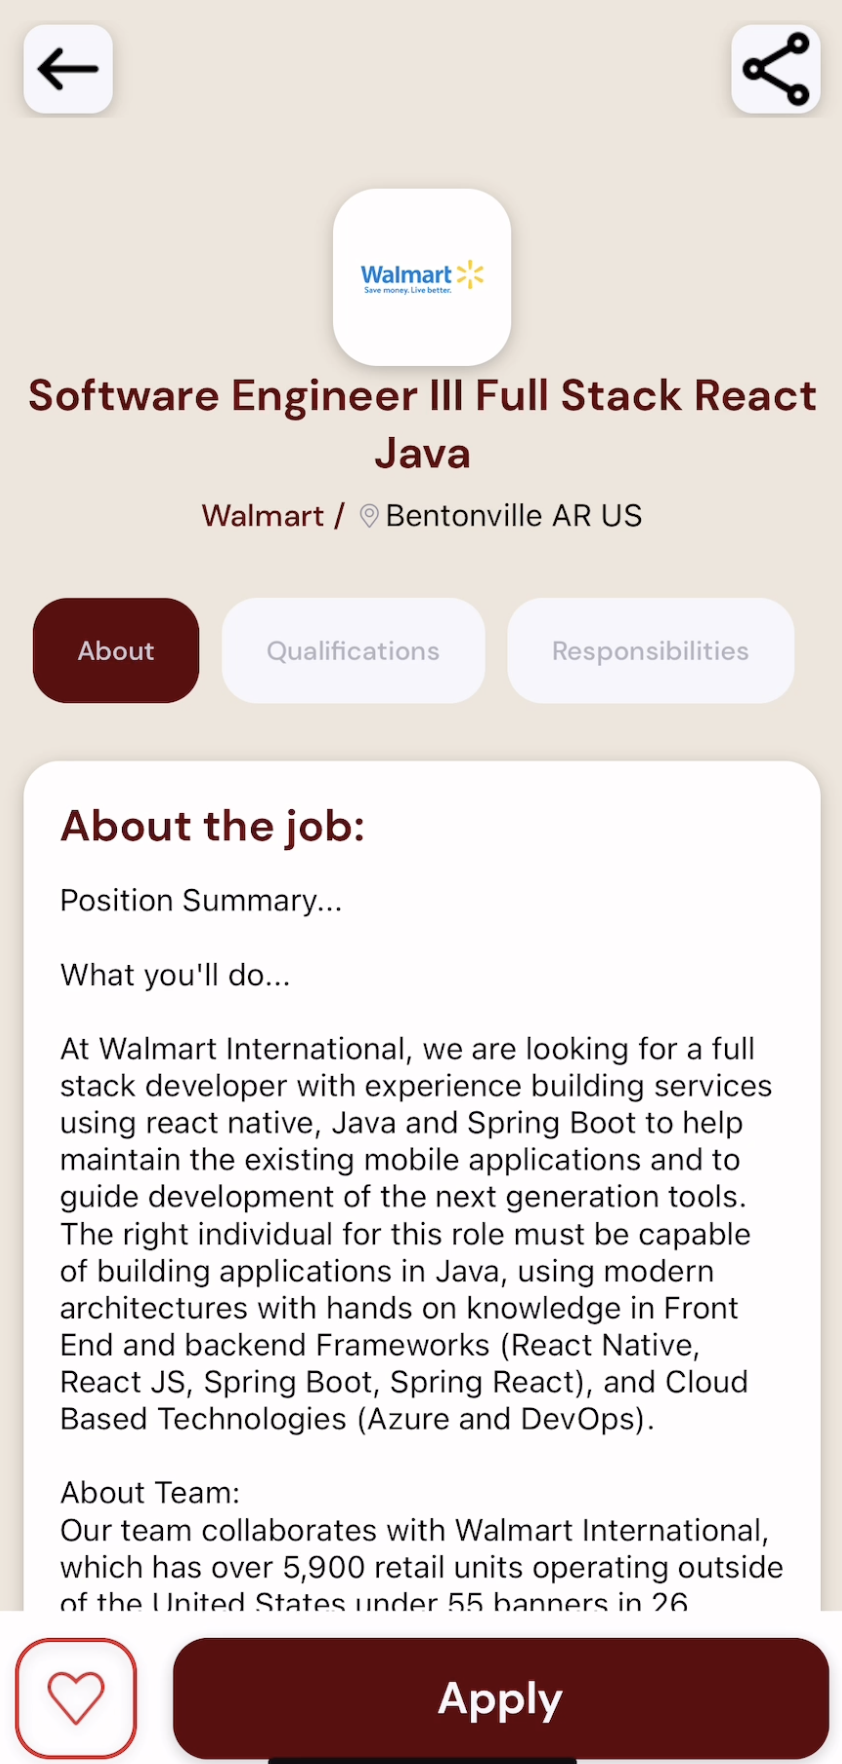 Walmart
Save money. Live better.
Software Engineer III Full Stack React
Java
Walmart / Bentonville AR US
About
Qualifications
Responsibilities
About the job:
Position Summary...
What you'll do...
At Walmart International, we are looking for a full
stack developer with experience building services
using react native, Java and Spring Boot to help
maintain the existing mobile applications and to
guide development of the next generation tools.
The right individual for this role must be capable
of building applications in Java, using modern
architectures with hands on knowledge in Front
End and backend Frameworks (React Native,
React JS, Spring Boot, Spring React), and Cloud
Based Technologies (Azure and DevOps).
About Team:
Our team collaborates with Walmart International,
which has over 5,900 retail units operating outside
of the United States under 55 banners in 26
Apply